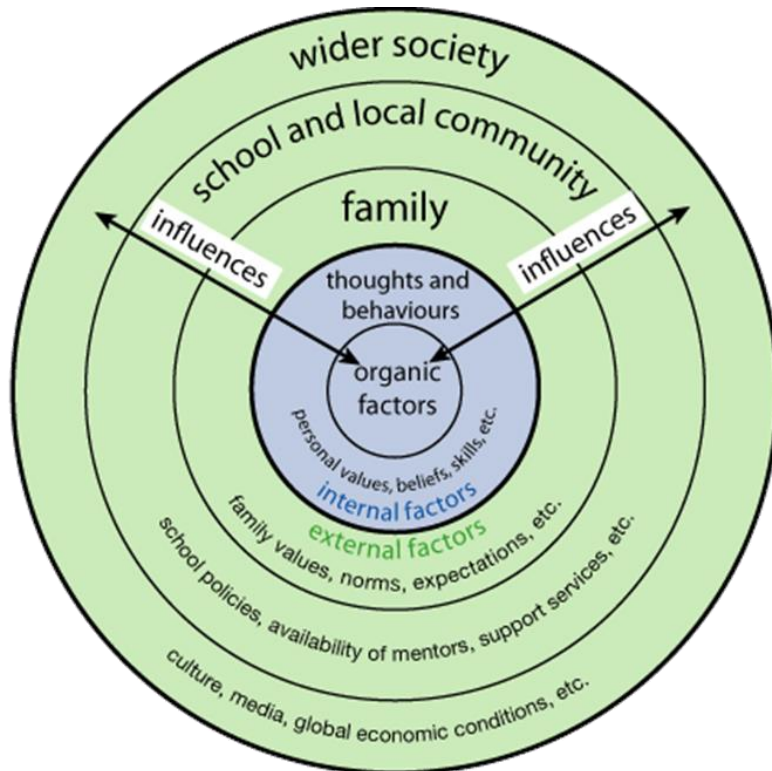 wider society
school and local community
family
influences
influences
thoughts and
behaviours
organic
factors
personal values, beliefs, skills, etc.
internal factors
external factors
family values, norms, expectations, etc.
school policies, availability of mentors, support services, etc.
culture, media, global economic conditions, etc.